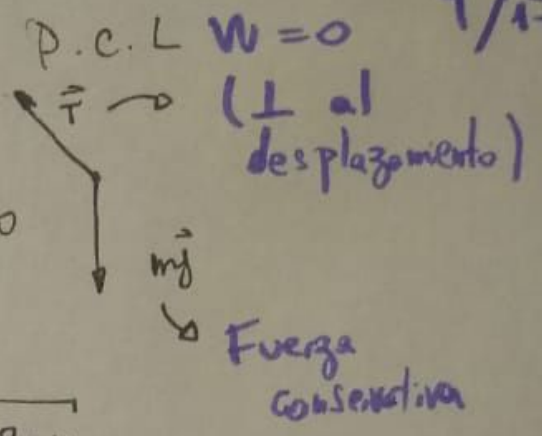 D.C.L W = 0
T⃗ → (⊥ al
desplazamiento)
mg⃗
Fuerza
conservativa